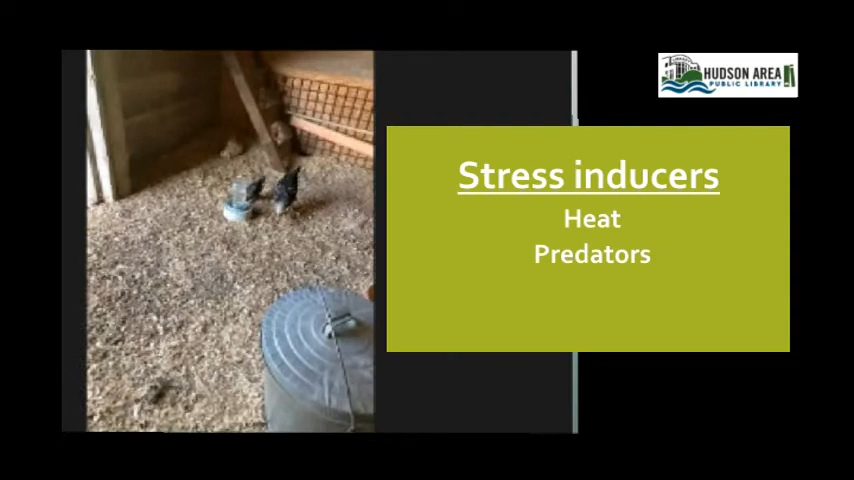 HUDSON AREA
PUBLIC LIBRARY
Stress inducers
Heat
Predators